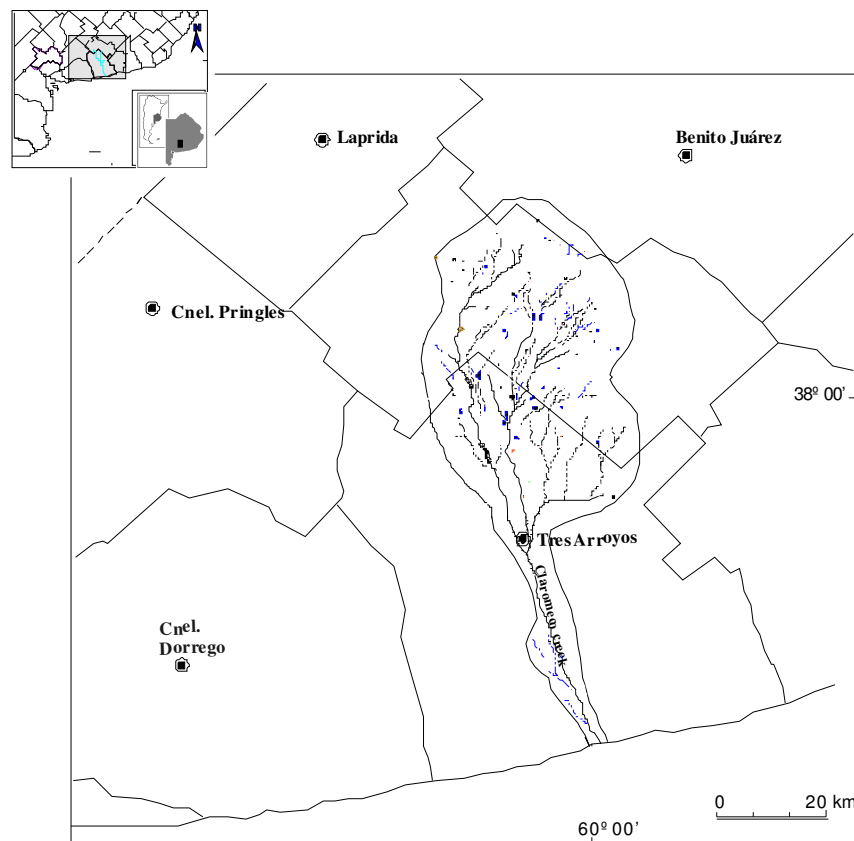 N
Laprida
Benito Juárez
Cnel. Pringles
38º 00'
Tres Arroyos
Claromeco creek
Cnel.
Dorrego
0 20 km
60º 00'